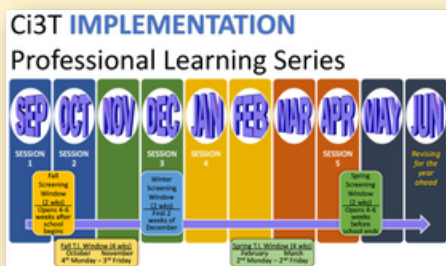 Ci3T IMPLEMENTATION
Professional Learning Series
SEP OCT NOV DEC JAN FEB MAR APR MAY JUN
SESSION
1
SESSION
2
SESSION
3
SESSION
4
SESSION
5
Revising for
the year
ahead
Fall
Screening
Window
(2 wks)
Opens 4-6
weeks after
school
begins
Winter
Screening
Window
(2 wks)
First 2
weeks of
December
Spring
Screening
Window
(2 wks)
Opens 4-6
weeks before
school ends
Fall T.I. Window (4 wks)
October November
4th Monday – 3rd Friday
Spring T.I. Window (4 wks)
February March
2nd Monday – 2nd Friday